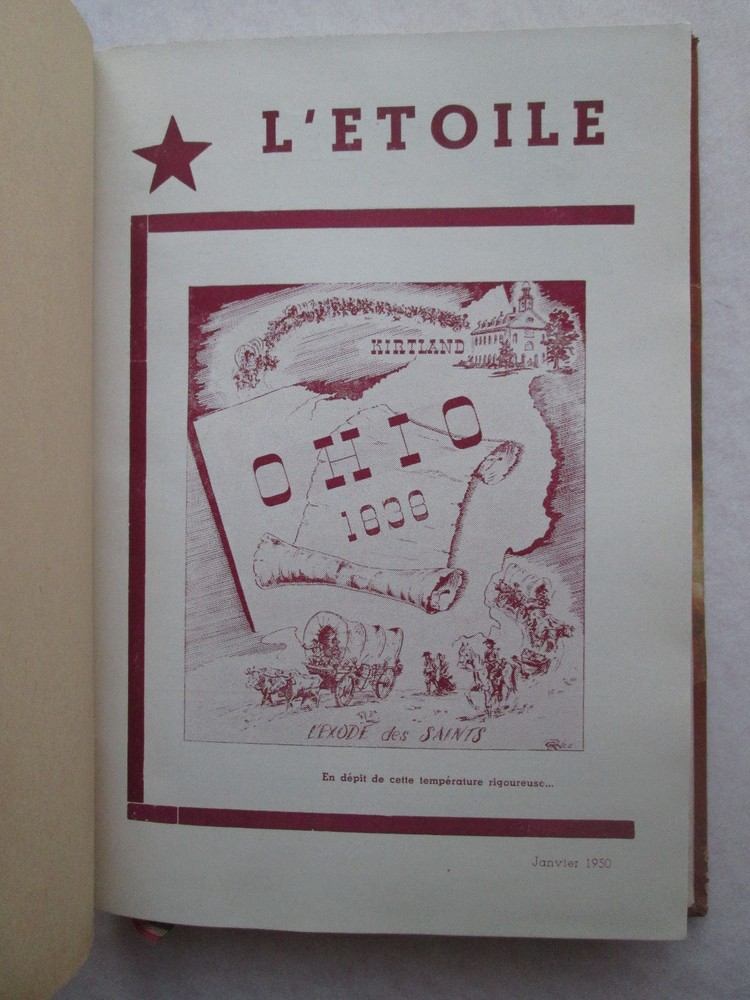 L'ETOILE
KIRTLAND
OHIO
1838
L'EXODE des SAINTS
En dépit de cette température rigoureuse...
Janvier 1950